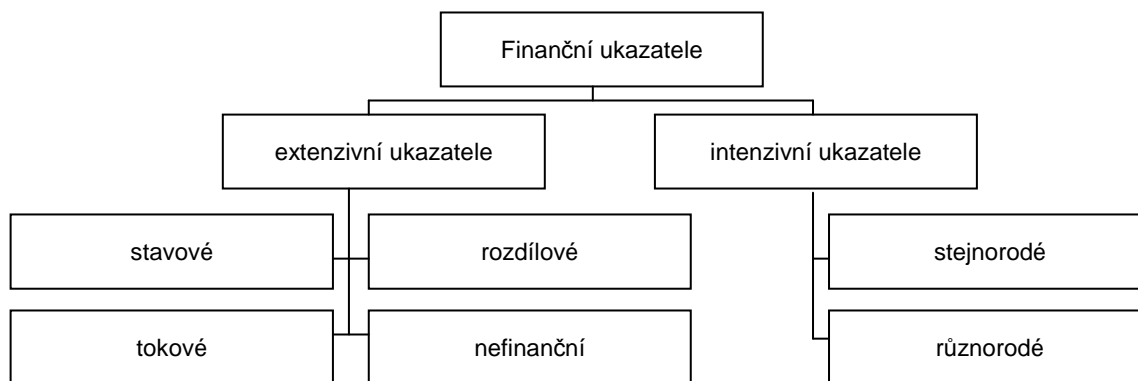 Finanční ukazatele
extenzivní ukazatele
intenzivní ukazatele
stavové
rozdílové
stejnorodé
tokové
nefinanční
různorodé